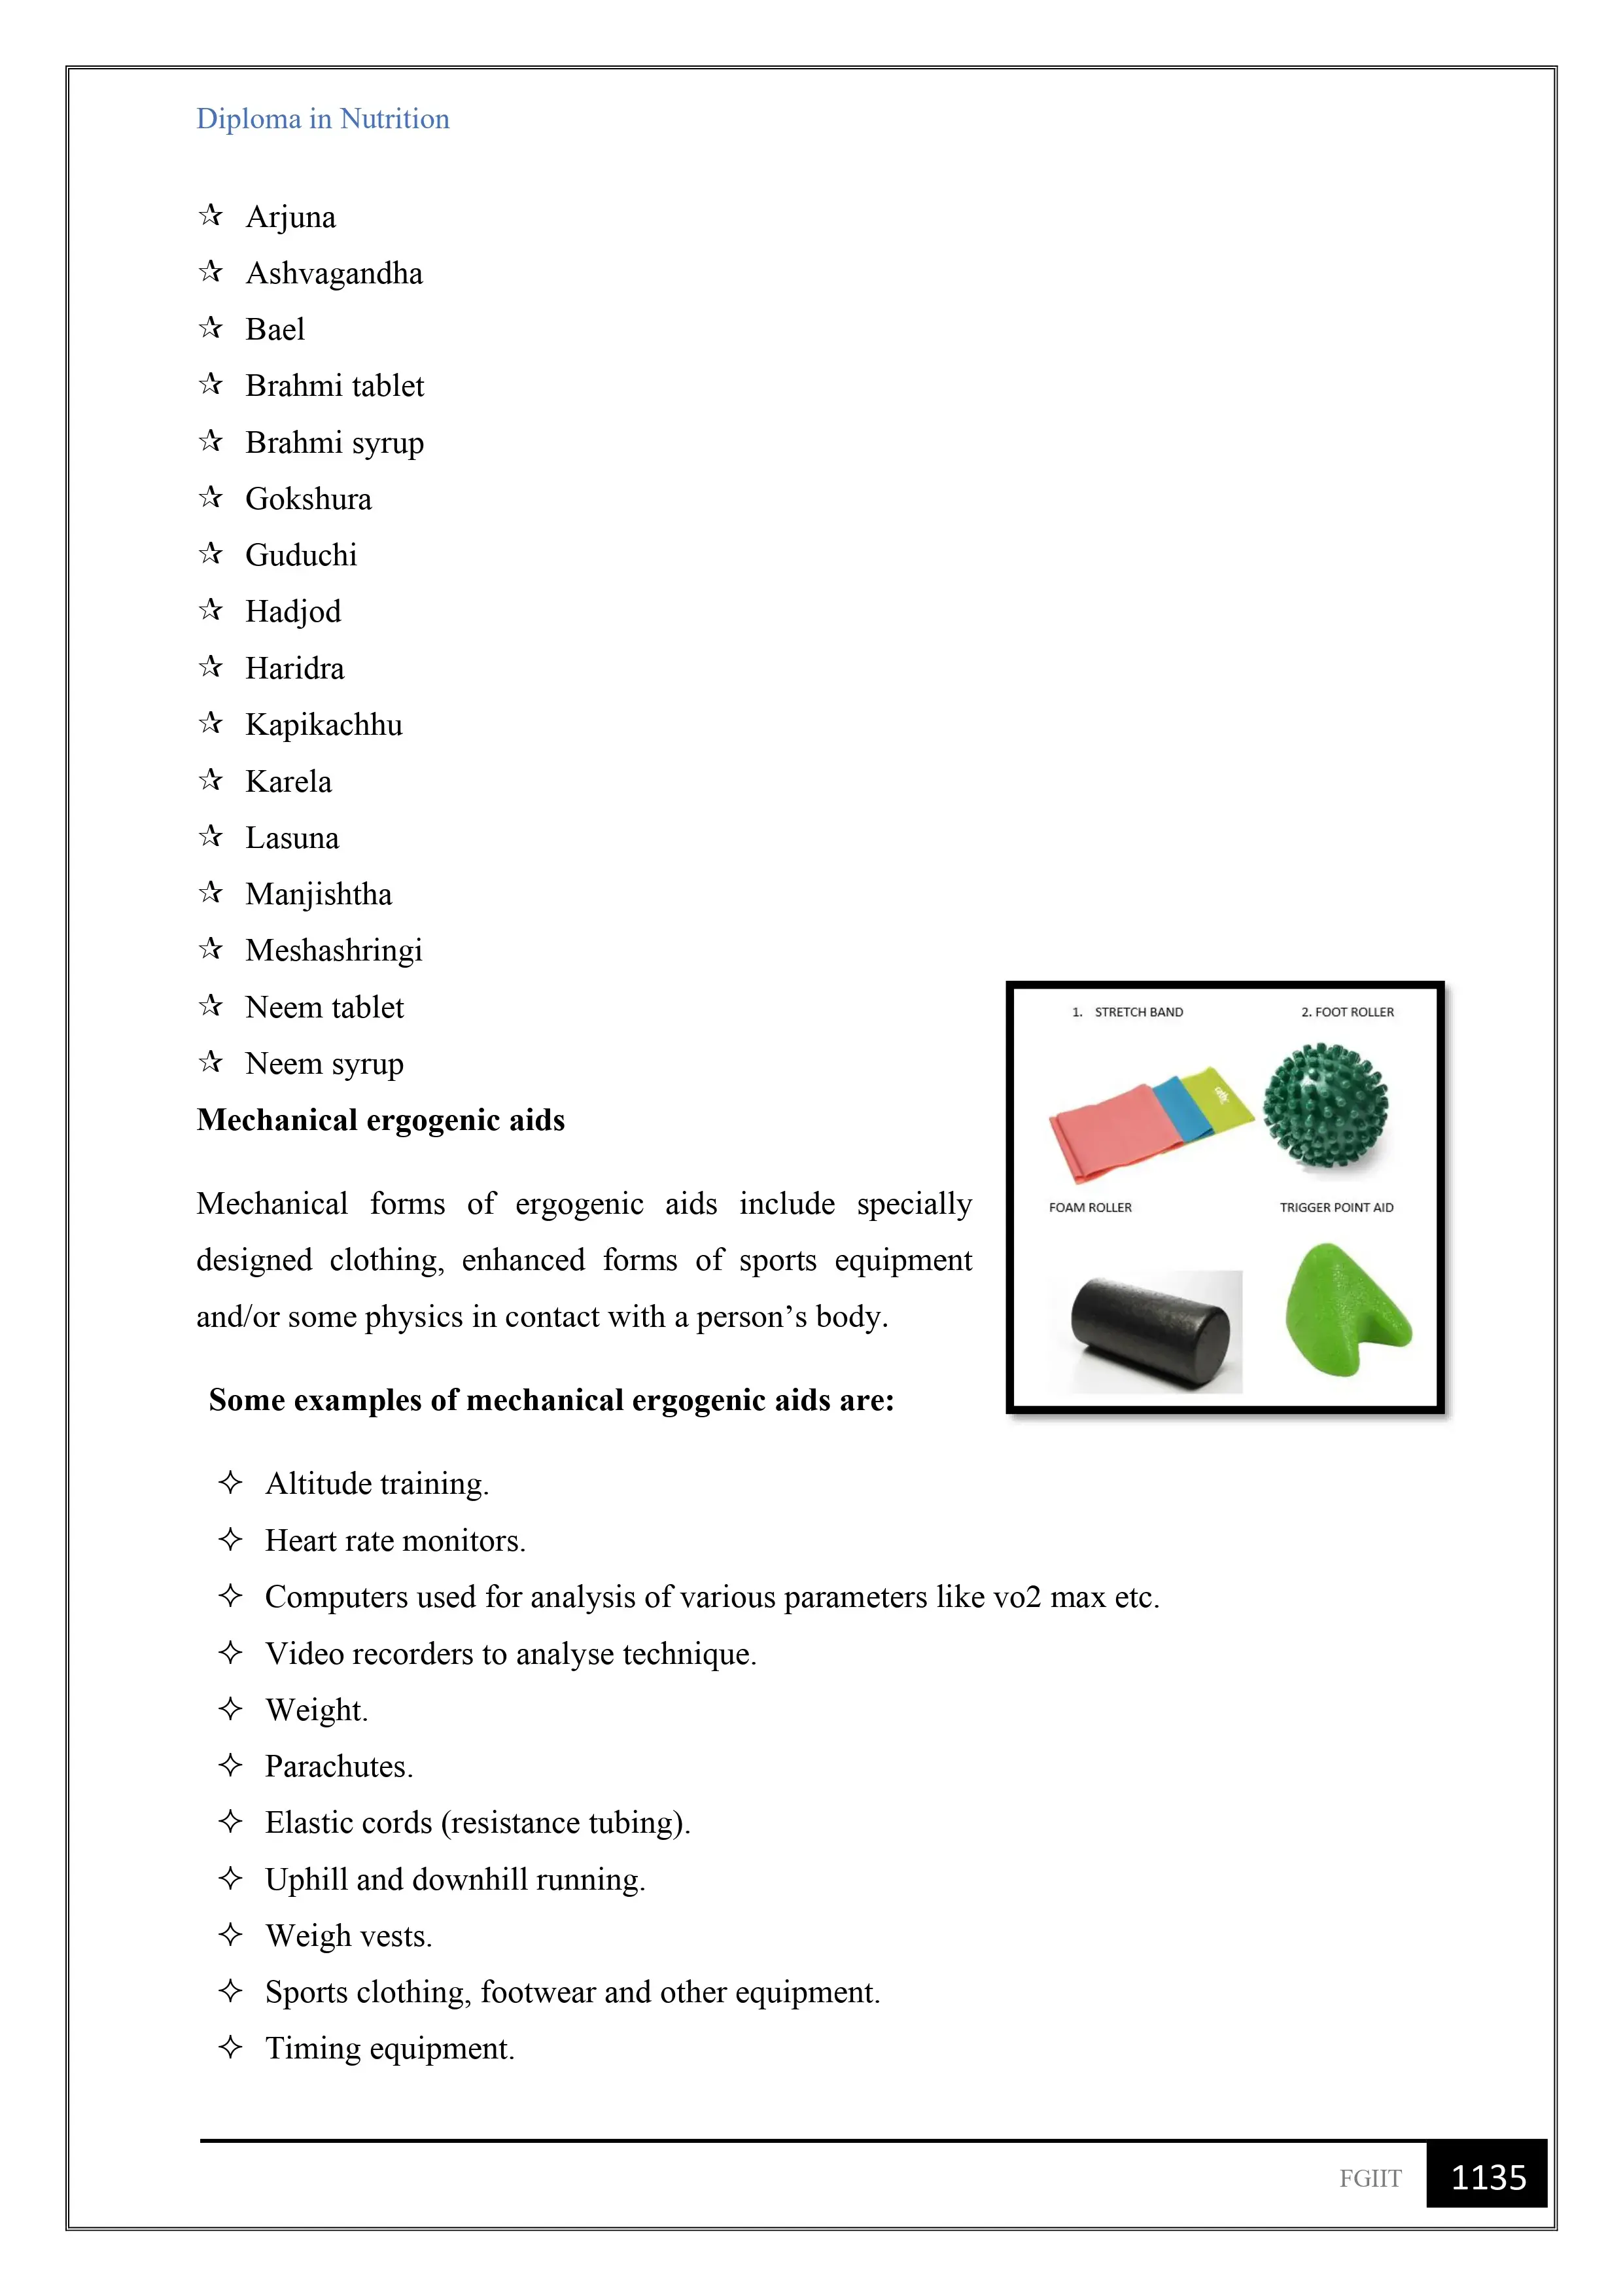 Diploma in Nutrition
☆ Arjuna
☆ Ashvagandha
☆ Bael
☆ Brahmi tablet
☆ Brahmi syrup
☆ Gokshura
☆ Guduchi
☆ Hadjod
☆ Haridra
☆ Kapikachhu
☆ Karela
☆ Lasuna
☆ Manjishtha
☆ Meshashringi
☆ Neem tablet
☆ Neem syrup
Mechanical ergogenic aids
Mechanical forms of ergogenic aids include specially
designed clothing, enhanced forms of sports equipment
and/or some physics in contact with a person’s body.
1. STRETCH BAND
2. FOOT ROLLER
FOAM ROLLER
TRIGGER POINT AID
Some examples of mechanical ergogenic aids are:
✧ Altitude training.
✧ Heart rate monitors.
✧ Computers used for analysis of various parameters like vo2 max etc.
✧ Video recorders to analyse technique.
✧ Weight.
✧ Parachutes.
✧ Elastic cords (resistance tubing).
✧ Uphill and downhill running.
✧ Weigh vests.
✧ Sports clothing, footwear and other equipment.
✧ Timing equipment.
FGIIT 1135